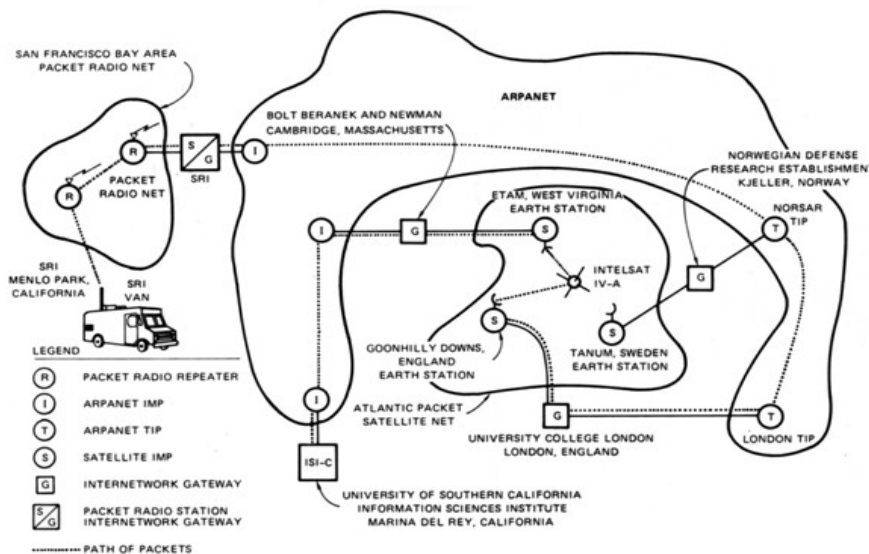 SAN FRANCISCO BAY AREA
PACKET RADIO NET
ARPANET
BOLT BERANEK AND NEWMAN
CAMBRIDGE, MASSACHUSETTS
NORWEGIAN DEFENSE
RESEARCH ESTABLISHMEN
KJELLER, NORWAY
R
S
G
I
PACKET
RADIO NET
SRI
R
ETAM, WEST VIRGINIA
EARTH STATION
NORSAR
TIP
T
I
G
S
INTELSAT
IV-A
G
SRI
MENLO PARK,
CALIFORNIA
SRI
VAN
S
S
GOONHILLY DOWNS,
ENGLAND
EARTH STATION
TANUM, SWEDEN
EARTH STATION
LEGEND
R PACKET RADIO REPEATER
I ARPANET IMP
T ARPANET TIP
S SATELLITE IMP
G INTERNETWORK GATEWAY
S
G
PACKET RADIO STATION
INTERNETWORK GATEWAY
PATH OF PACKETS
I
ATLANTIC PACKET
SATELLITE NET
G
T
UNIVERSITY COLLEGE LONDON
LONDON, ENGLAND
LONDON TIP
ISI-C
UNIVERSITY OF SOUTHERN CALIFORNIA
INFORMATION SCIENCES INSTITUTE
MARINA DEL REY, CALIFORNIA